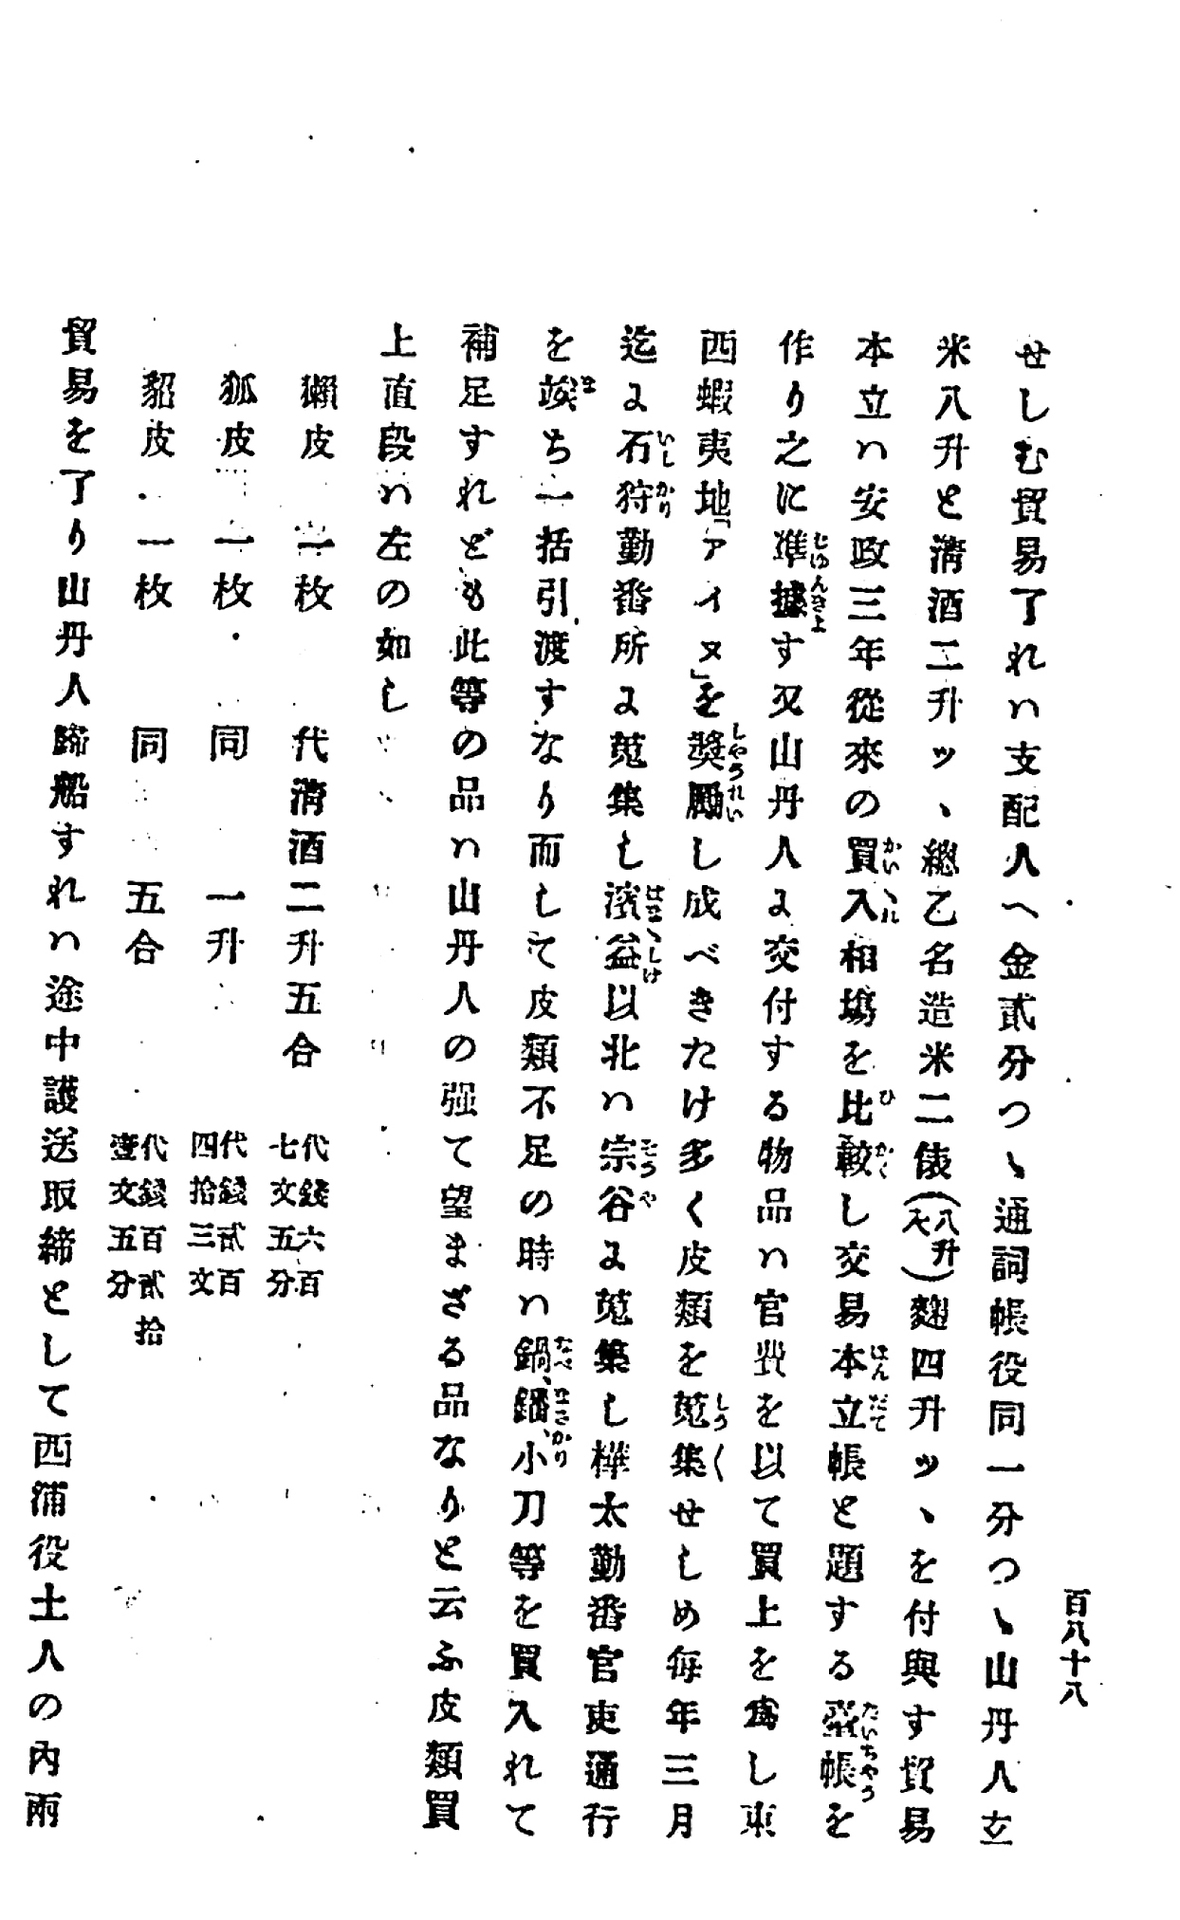 百八十八
せしむ貿易了れハ支配人へ金貳分つゝ通詞帳役同一分つゝ山丹人立
米八升と淸酒二升ッヽ總乙名造米二俵(八升入)麹四升ッヽを付與す貿易
本立ハ安政三年從來の買入相塲を比較し交易本立帳と題する臺帳を
作り之に準據す又山丹人よ交付する物品ハ官費を以て買上を爲し東
西蝦夷地「アイヌ」を奬勵し成べきたけ多く皮類を蒐集せしめ毎年三月
迄よ石狩勤番所よ蒐集し濱益以北ハ宗谷よ蒐集し樺太勤番官吏通行
を竢ち一括引渡すなり而して皮類不足の時ハ鍋、鐇、小刀等を買入れて
補足すれども此等の品ハ山丹人の强て望まざる品なりと云ふ皮類買
上直段ハ左の如し
獺皮 一枚 代淸酒二升五合 代錢六百七文五分
狐皮 一枚 同 一升 代錢貳百四拾三文
貂皮 一枚 同 五合 代錢百貳拾壹文五分
貿易を了り山丹人歸船すれハ途中護送取締として西浦役土人の內兩